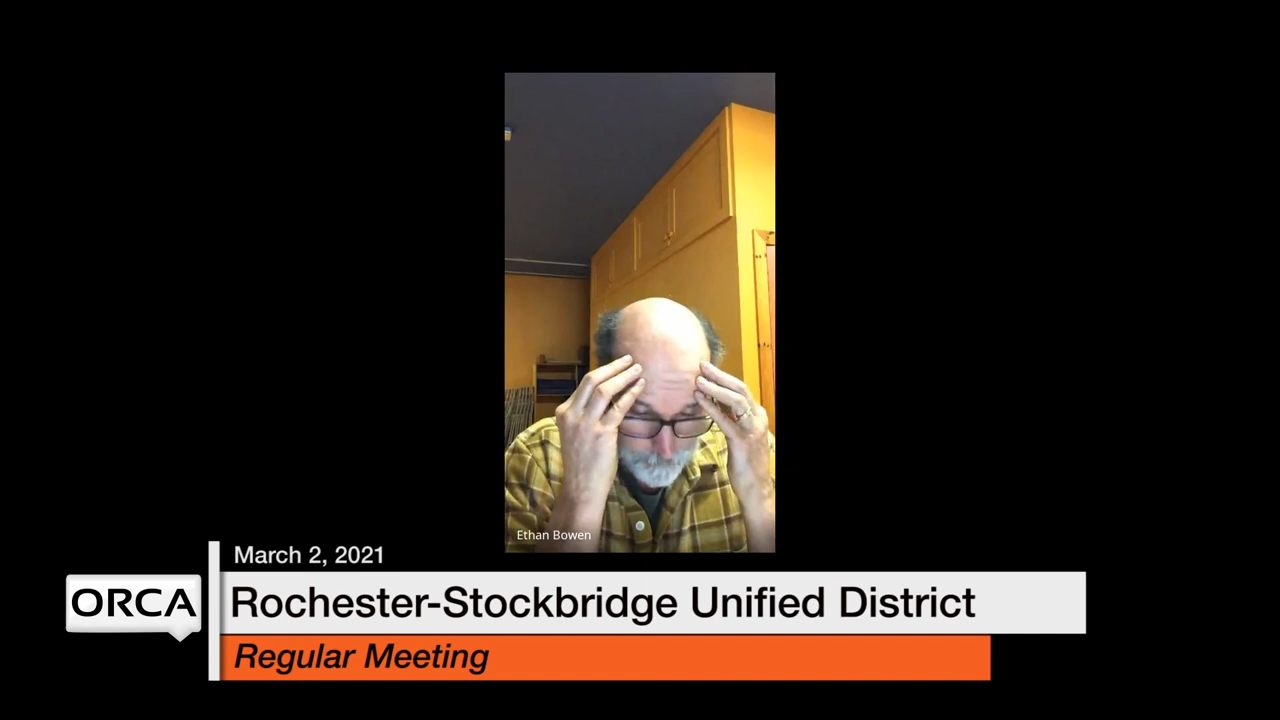 Ethan Bowen
March 2, 2021
ORCA
Rochester-Stockbridge Unified District
Regular Meeting